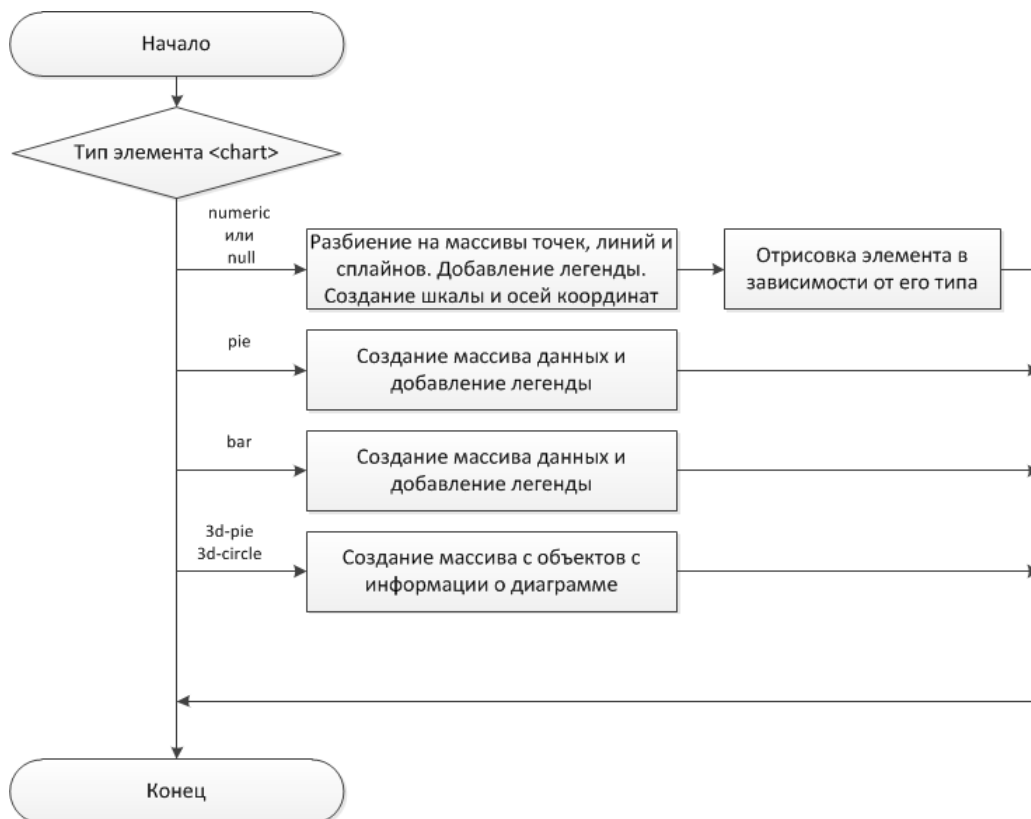 Начало
Тип элемента <chart>
numeric
или
null
Разбиение на массивы точек, линий и
сплайнов. Добавление легенды.
Создание шкалы и осей координат
Отрисовка элемента в
зависимости от его типа
pie
Создание массива данных и
добавление легенды
bar
Создание массива данных и
добавление легенды
3d-pie
3d-circle
Создание массива с объектов с
информации о диаграмме
Конец